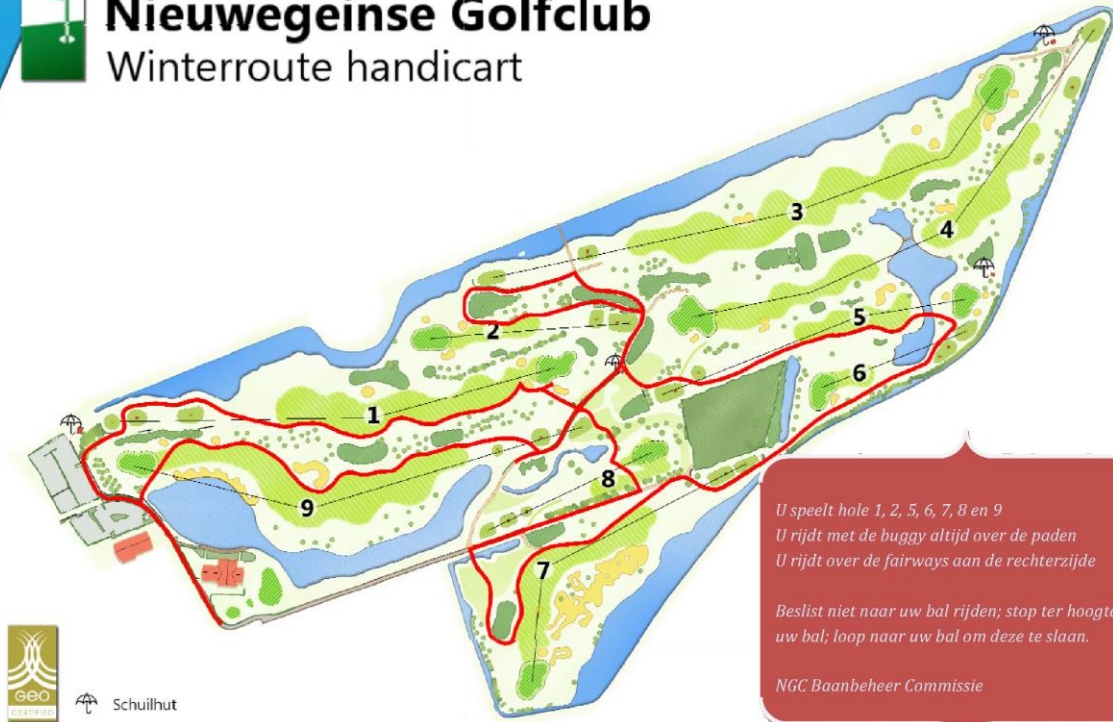 Nieuwegeinse Golfclub
Winterroute handicart
3
4
2
5
6
1
8
9
7
U speelt hole 1, 2, 5, 6, 7, 8 en 9
U rijdt met de buggy altijd over de paden
U rijdt over de fairways aan de rechterzijde
Beslist niet naar uw bal rijden; stop ter hoogte
uw bal; loop naar uw bal om deze te slaan.
NGC Baanbeheer Commissie
GEO
CERTIFIED
Schuilhut